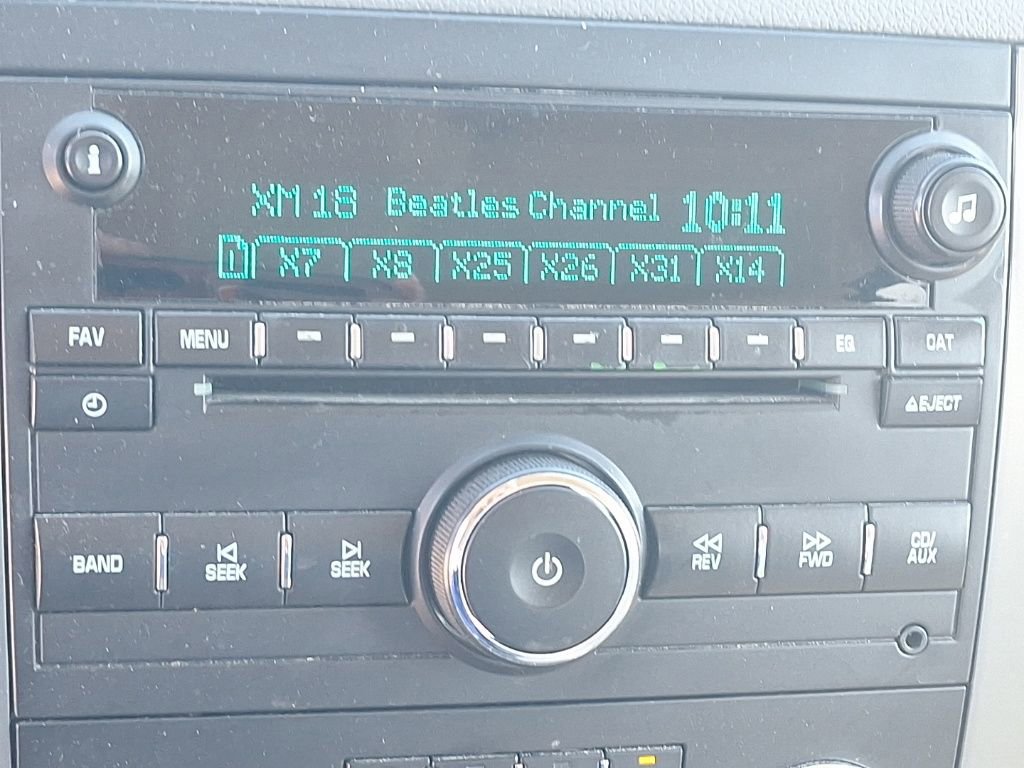 i
XM 18 Beatles Channel 10:11
1 X7 X8 X25 X26 X31 X14
FAV MENU EQ CAT
EJECT
BAND SEEK SEEK REV FWD CD/AUX